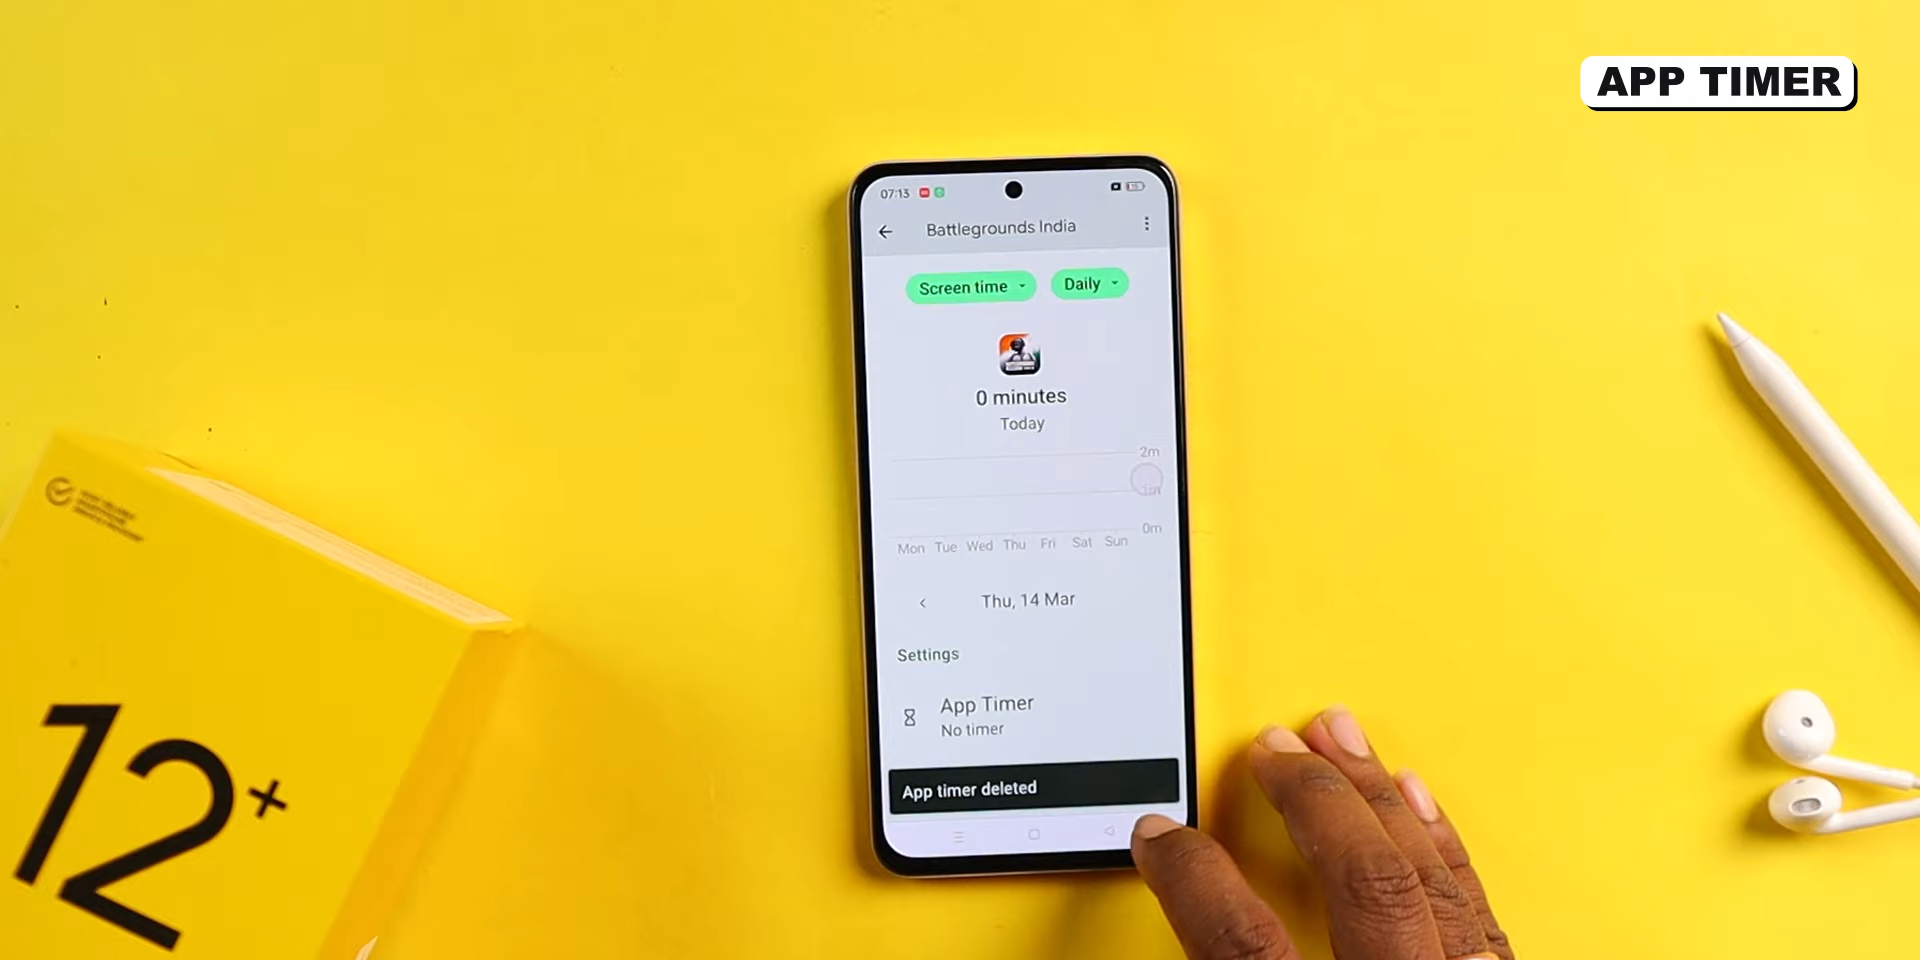 APP TIMER
07:13
Battlegrounds India
Screen time
Daily
0 minutes
Today
2m
1m
0m
Mon Tue Wed Thu Fri Sat Sun
Thu, 14 Mar
Settings
App Timer
No timer
App timer deleted
12+